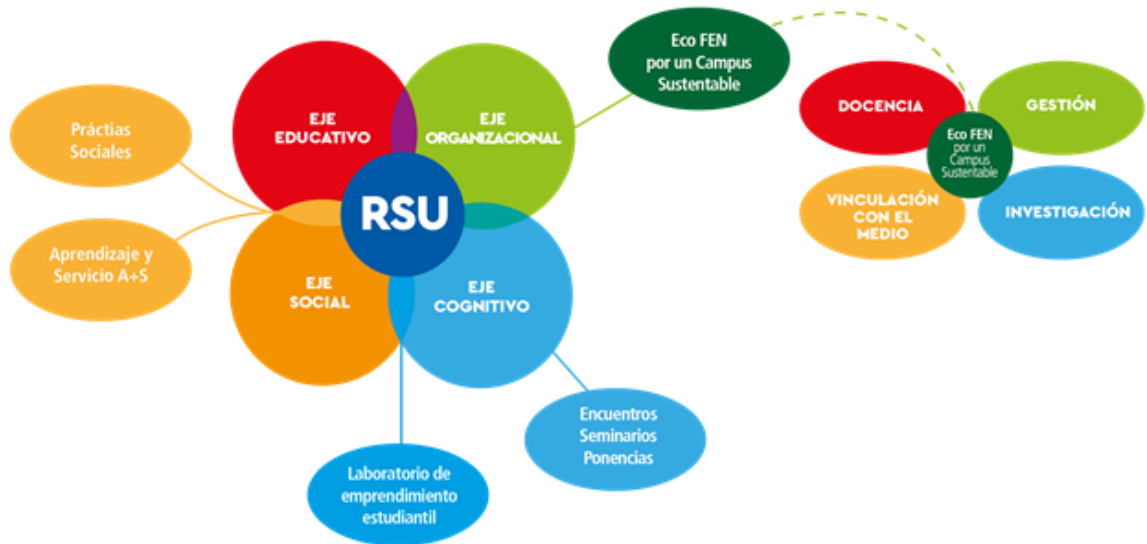 Eco FEN
por un Campus
Sustentable
EJE
EDUCATIVO
EJE
ORGANIZACIONAL
Práctias
Sociales
RSU
Aprendizaje y
Servicio A+S
EJE
SOCIAL
EJE
COGNITIVO
Encuentros
Seminarios
Ponencias
Laboratorio de
emprendimiento
estudiantil
DOCENCIA
GESTIÓN
Eco FEN
por un
Campus
Sustentable
VINCULACIÓN
CON EL
MEDIO
INVESTIGACIÓN